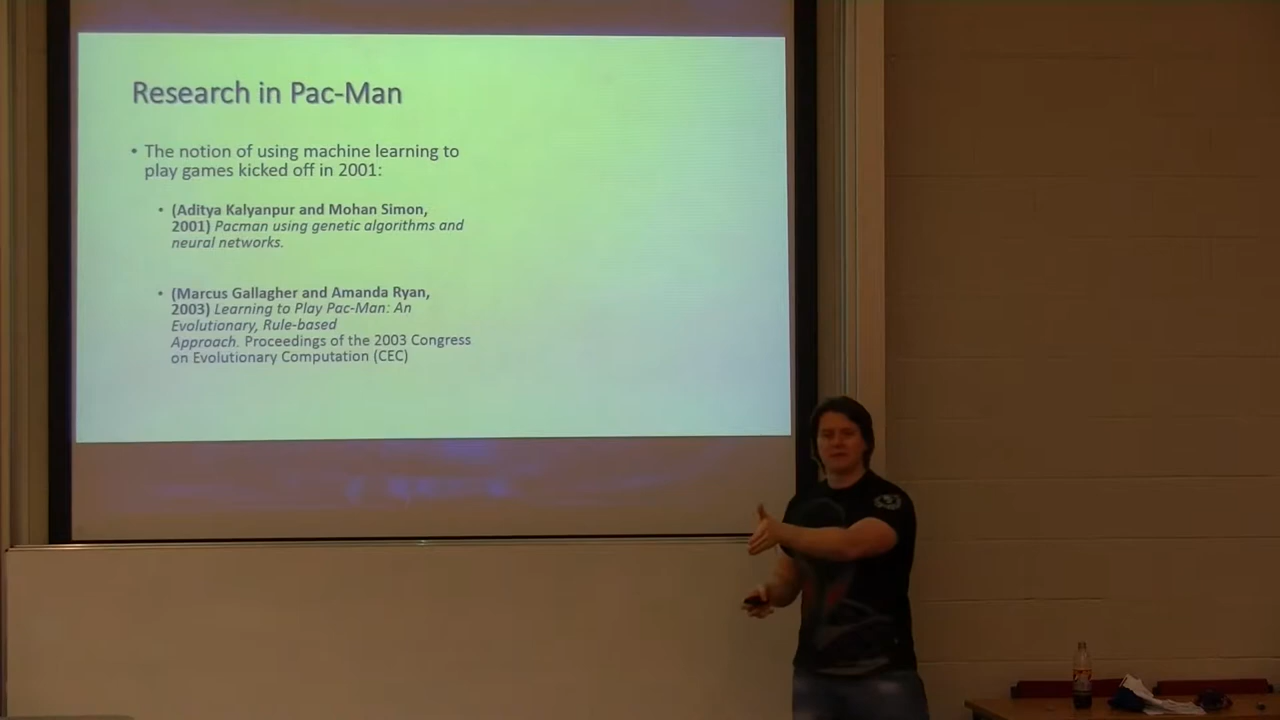 Research in Pac-Man
• The notion of using machine learning to
play games kicked off in 2001:
• (Aditya Kalyanpur and Mohan Simon,
2001) Pacman using genetic algorithms and
neural networks.
• (Marcus Gallagher and Amanda Ryan,
2003) Learning to Play Pac-Man: An
Evolutionary, Rule-based
Approach. Proceedings of the 2003 Congress
on Evolutionary Computation (CEC)